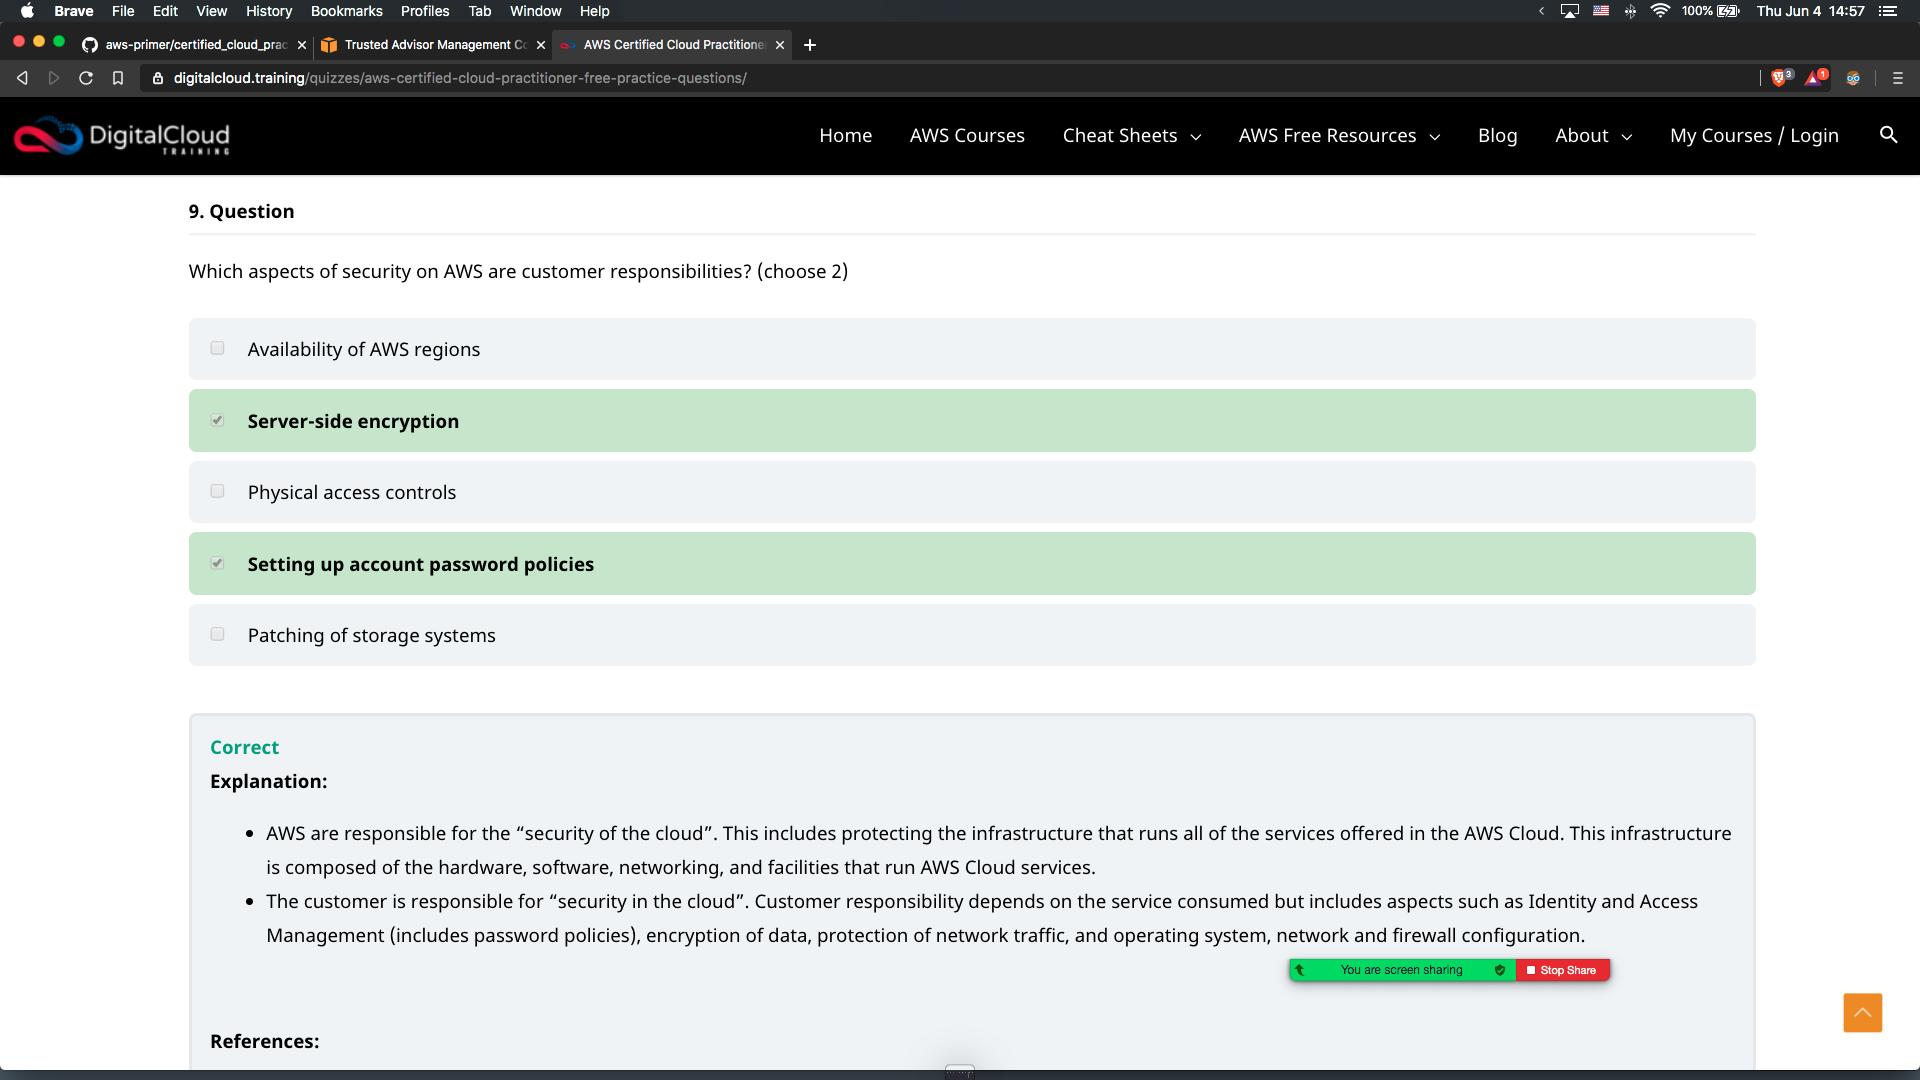 Brave File Edit View History Bookmarks Profiles Tab Window Help 100% Thu Jun 4 14:57
aws-primer/certified_cloud_prac Trusted Advisor Management Co AWS Certified Cloud Practitione
digitalcloud.training/quizzes/aws-certified-cloud-practitioner-free-practice-questions/ 3 1
DigitalCloud
TRAINING
Home AWS Courses Cheat Sheets AWS Free Resources Blog About My Courses / Login
9. Question
Which aspects of security on AWS are customer responsibilities? (choose 2)
Availability of AWS regions
Server-side encryption
Physical access controls
Setting up account password policies
Patching of storage systems
Correct
Explanation:
AWS are responsible for the “security of the cloud”. This includes protecting the infrastructure that runs all of the services offered in the AWS Cloud. This infrastructure
is composed of the hardware, software, networking, and facilities that run AWS Cloud services.
The customer is responsible for “security in the cloud”. Customer responsibility depends on the service consumed but includes aspects such as Identity and Access
Management (includes password policies), encryption of data, protection of network traffic, and operating system, network and firewall configuration.
You are screen sharing Stop Share
References: